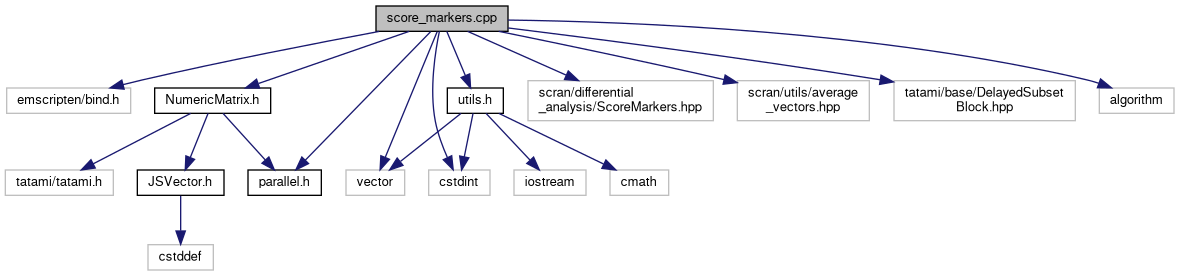 score_markers.cpp
emscripten/bind.h
NumericMatrix.h
utils.h
scran/differential
_analysis/ScoreMarkers.hpp
scran/utils/average
_vectors.hpp
tatami/base/DelayedSubset
Block.hpp
algorithm
tatami/tatami.h
JSVector.h
parallel.h
vector
cstdint
iostream
cmath
cstddef